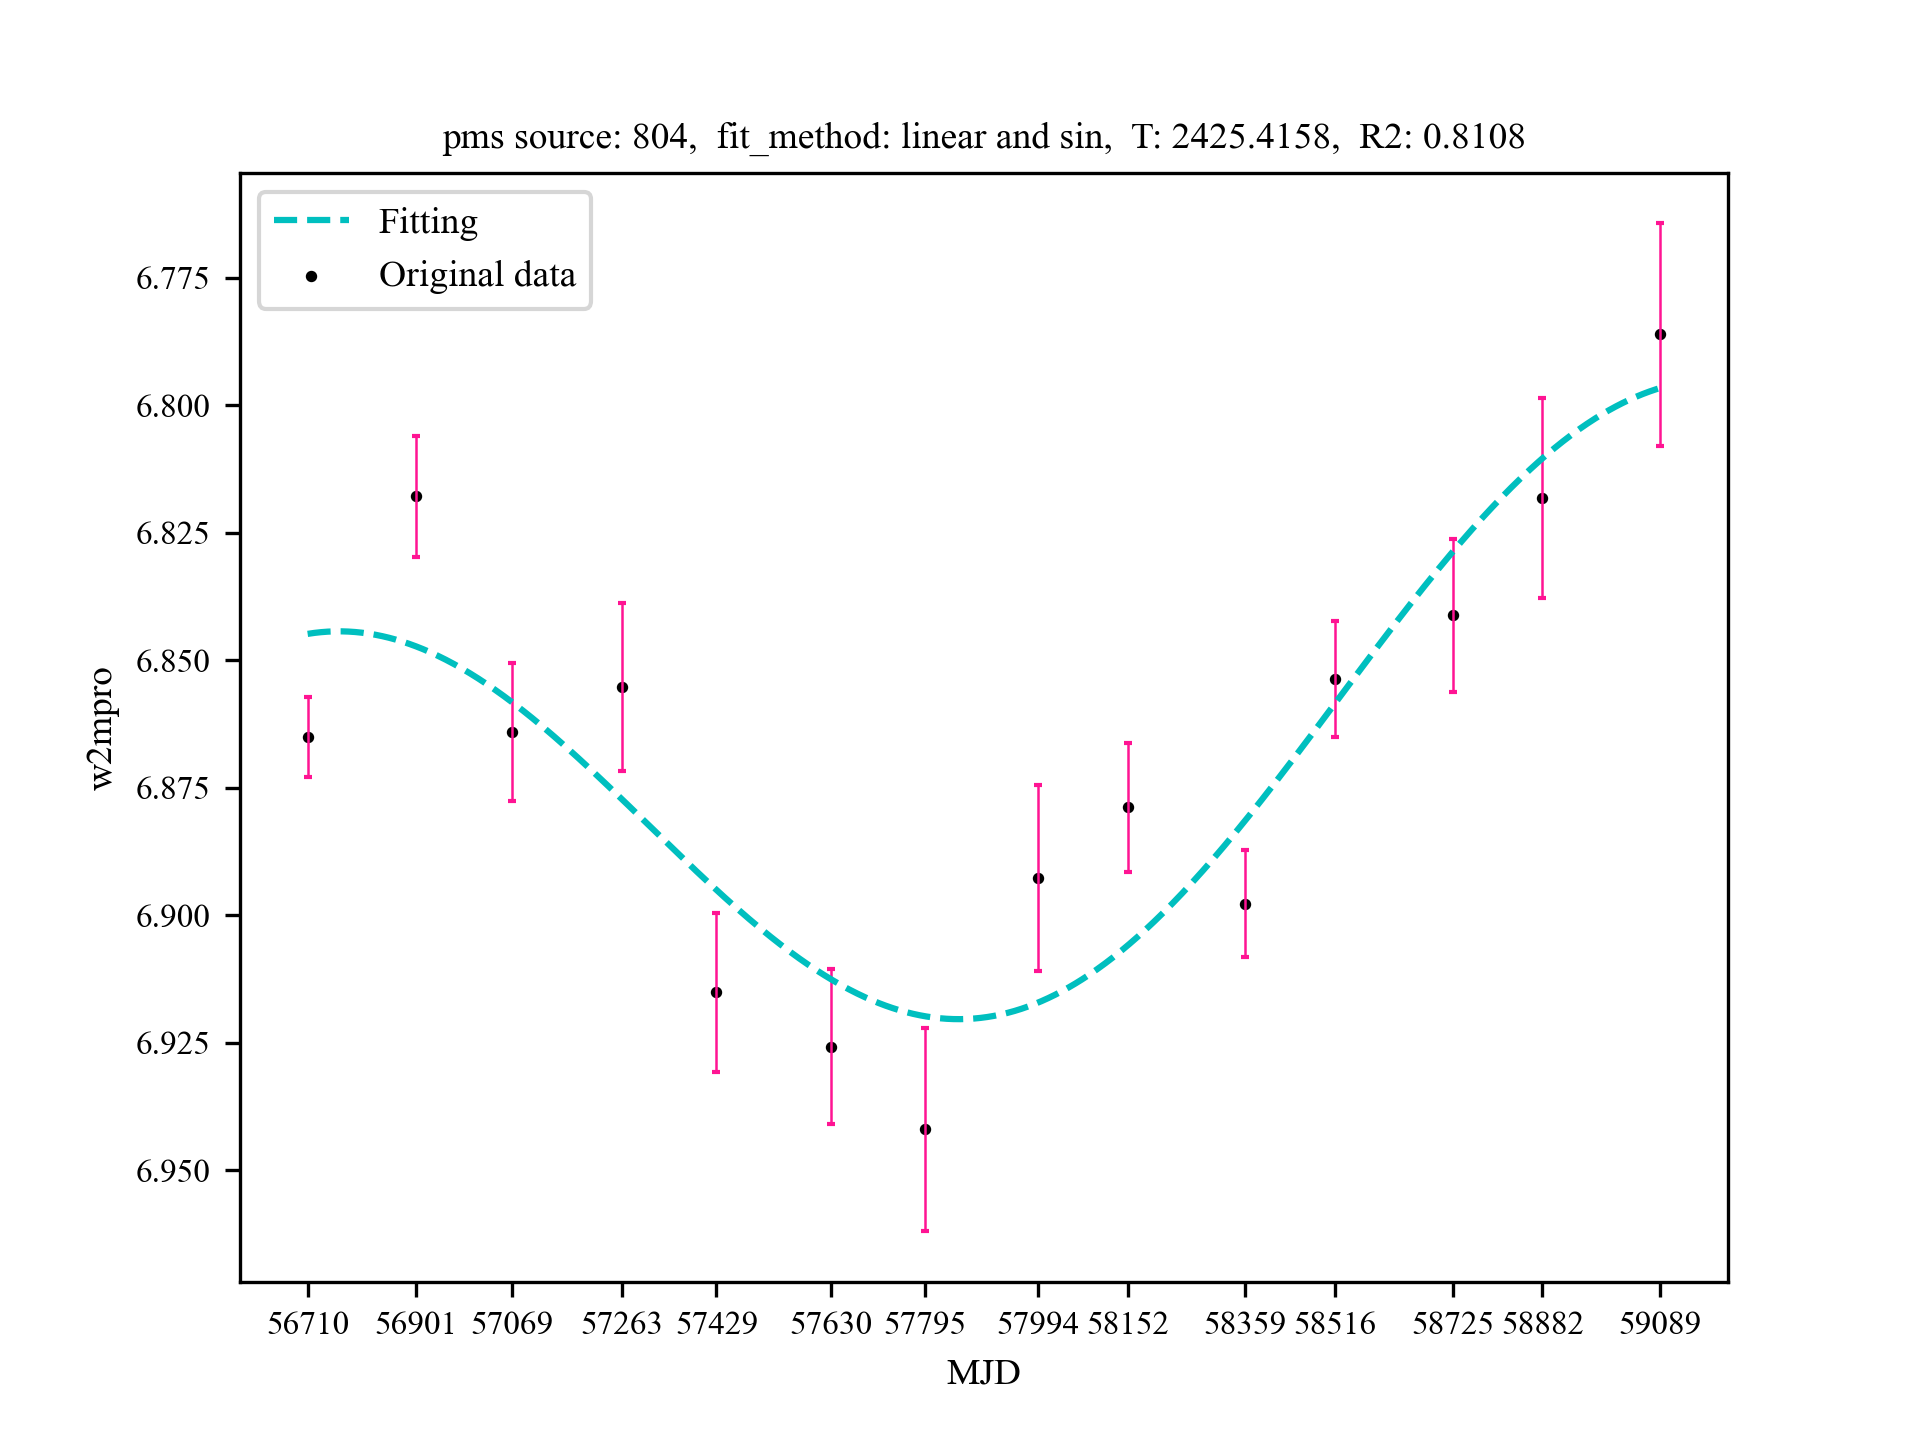 pms source: 804,  fit_method: linear and sin,  T: 2425.4158,  R2: 0.8108
Fitting
Original data
6.775
6.800
6.825
6.850
6.875
6.900
6.925
6.950
w2mpro
56710 56901 57069 57263 57429 57630 57795 57994 58152 58359 58516 58725 58882 59089
MJD